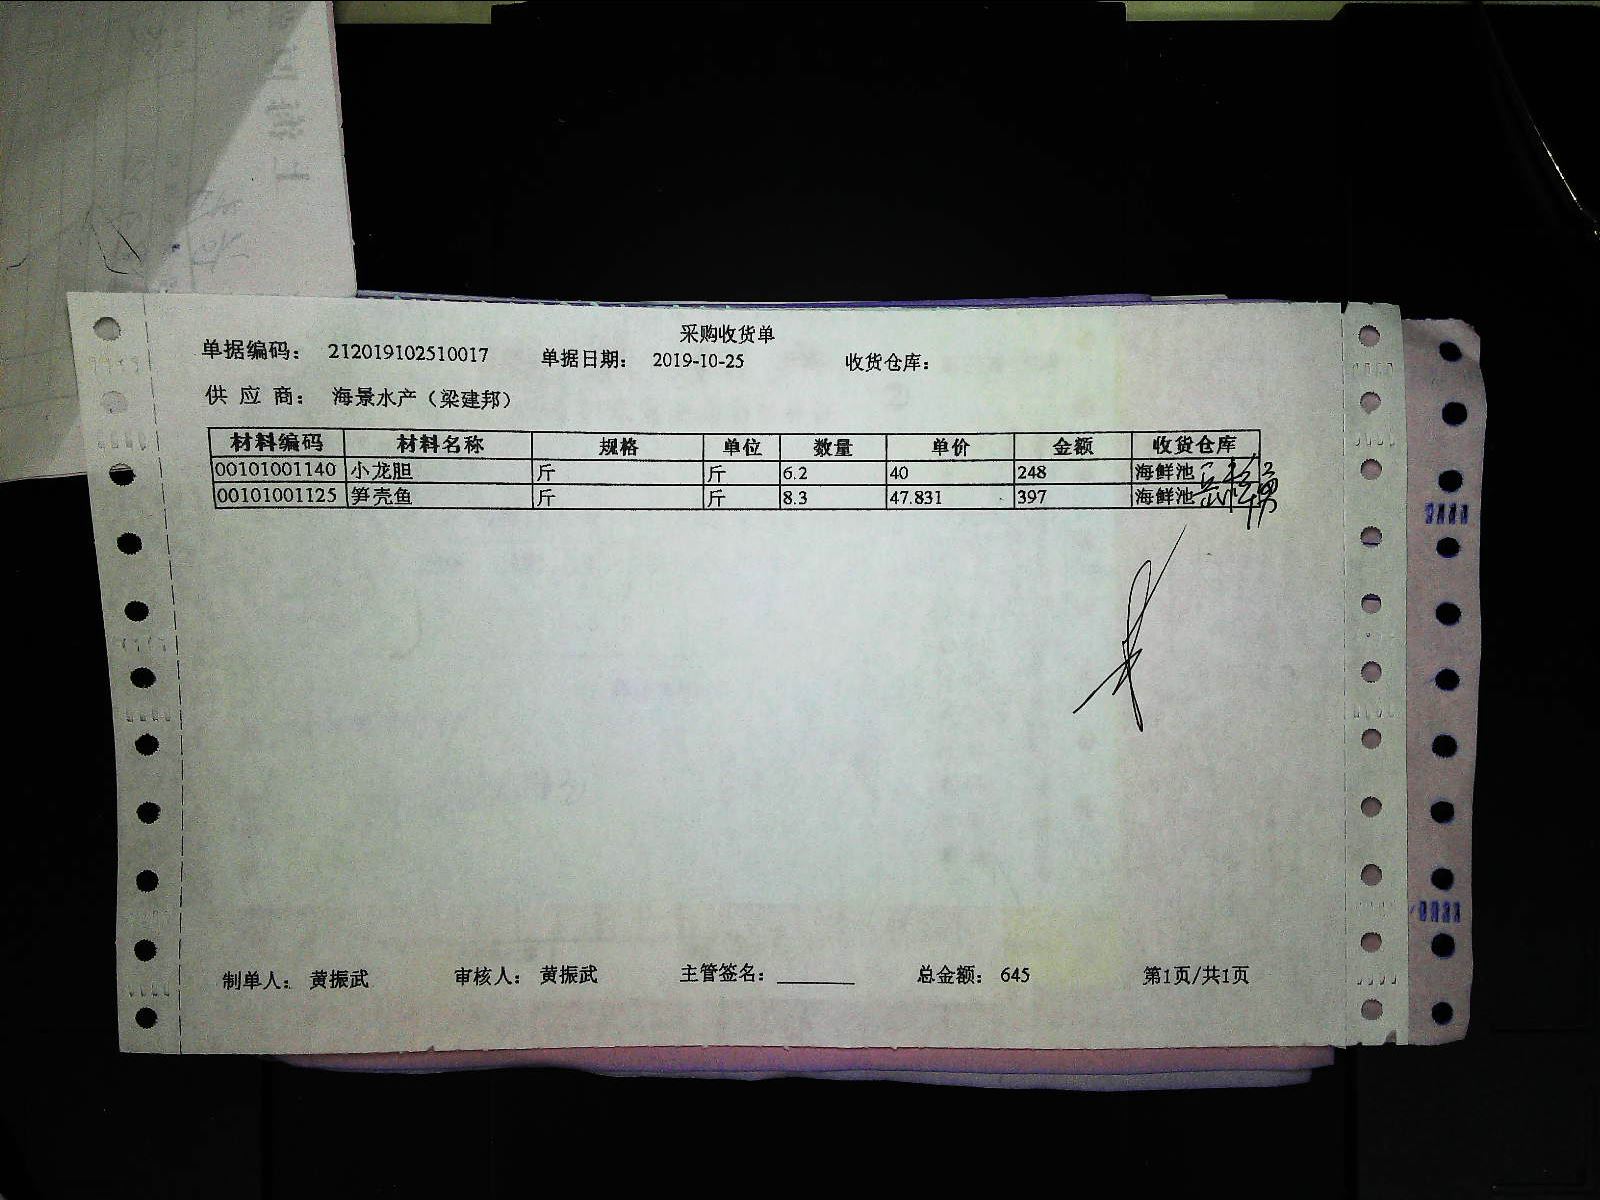 采购收货单
单据编码： 212019102510017 单据日期： 2019-10-25 收货仓库：
供 应 商： 海景水产（梁建邦）
材料编码 材料名称 规格 单位 数量 单价 金额 收货仓库
00101001140 小龙胆 斤 斤 6.2 40 248 海鲜池
00101001125 笋壳鱼 斤 斤 8.3 47.831 397 海鲜池
制单人： 黄振武 审核人： 黄振武 主管签名： 总金额： 645 第1页/共1页